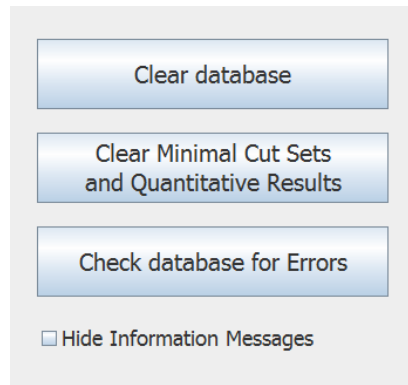 Clear database
Clear Minimal Cut Sets
and Quantitative Results
Check database for Errors
Hide Information Messages